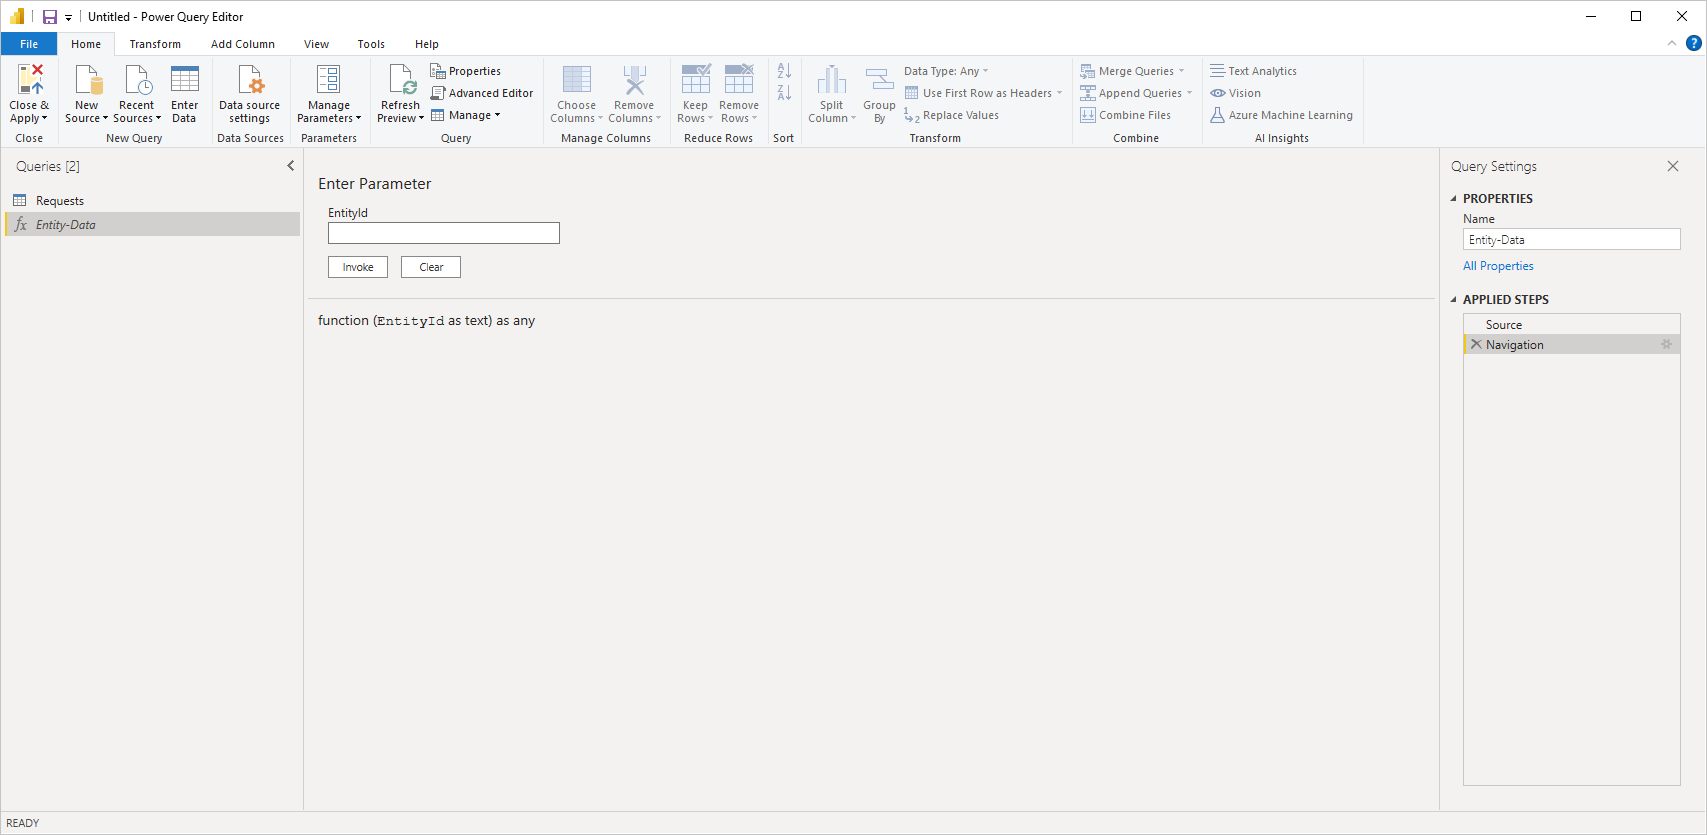 Untitled - Power Query Editor
File Home Transform Add Column View Tools Help
?
Close & Apply
Close
New Source
Recent Sources
Enter Data
New Query
Data source settings
Data Sources
Manage Parameters
Parameters
Refresh Preview
Properties
Advanced Editor
Manage
Query
Choose Columns
Remove Columns
Manage Columns
Keep Rows
Remove Rows
Reduce Rows
A
Z
Z
A
Sort
Split Column
Group By
Data Type: Any
Use First Row as Headers
1 2 Replace Values
Transform
Merge Queries
Append Queries
Combine Files
Combine
Text Analytics
Vision
Azure Machine Learning
AI Insights
Queries [2]
Requests
fx Entity-Data
Enter Parameter
EntityId
Invoke Clear
function (EntityId as text) as any
Query Settings
PROPERTIES
Name
Entity-Data
All Properties
APPLIED STEPS
Source
Navigation
READY